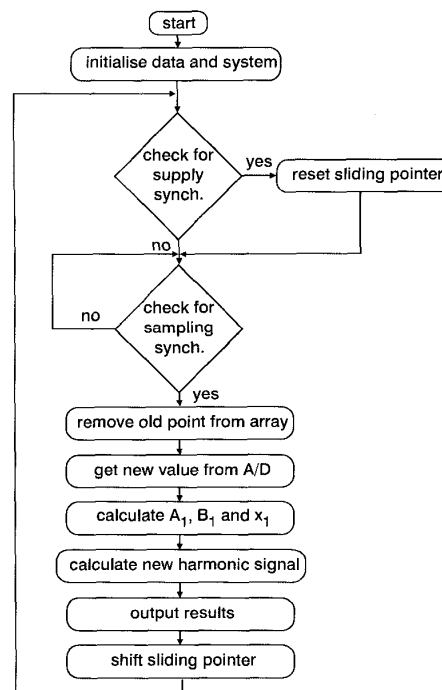 start
initialise data and system
check for
supply
synch.
yes
reset sliding pointer
no
check for
sampling
synch.
no
yes
remove old point from array
get new value from A/D
calculate A₁, B₁ and x₁
calculate new harmonic signal
output results
shift sliding pointer